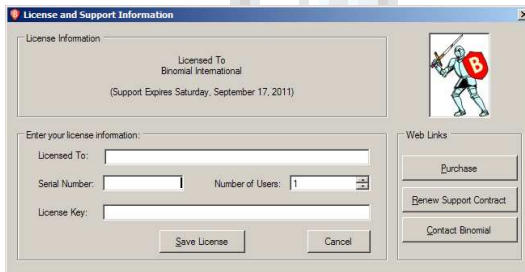 License and Support Information
License Information
Licensed To
Binomial International
(Support Expires Saturday, September 17, 2011)
B
Enter your license information:
Licensed To:
Serial Number:
Number of Users: 1
License Key:
Save License
Cancel
Web Links
Purchase
Renew Support Contract
Contact Binomial